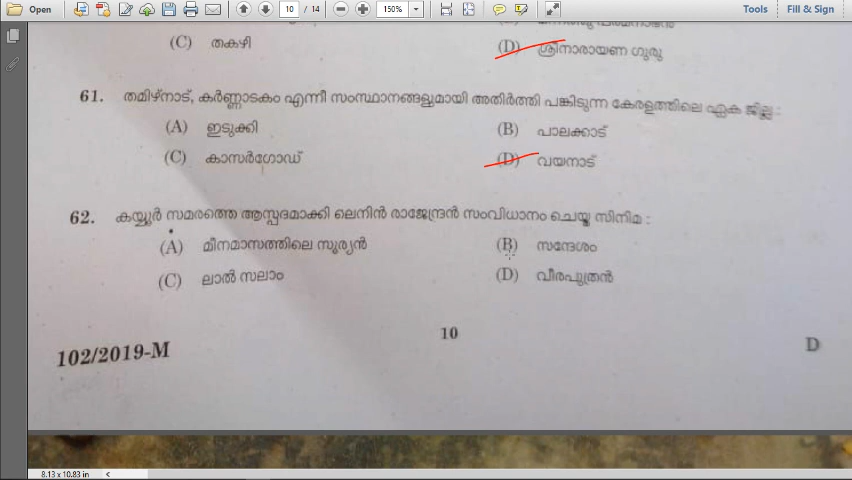 Open
10 / 14
150%
Tools
Fill & Sign
(C) തകഴി
(D) ശ്രീനാരായണ ഗുരു
61. തമിഴ്നാട്, കർണ്ണാടകം എന്നീ സംസ്ഥാനങ്ങളുമായി അതിർത്തി പങ്കിടുന്ന കേരളത്തിലെ ഏക ജില്ല :
(A) ഇടുക്കി
(B) പാലക്കാട്
(C) കാസർഗോഡ്
(D) വയനാട്
62. കയ്യൂർ സമരത്തെ ആസ്പദമാക്കി ലെനിൻ രാജേന്ദ്രൻ സംവിധാനം ചെയ്ത സിനിമ :
(A) മീനമാസത്തിലെ സൂര്യൻ
(B) സന്ദേശം
(C) ലാൽ സലാം
(D) വീരപുത്രൻ
10
102/2019-M
D
8.13 x 10.83 in